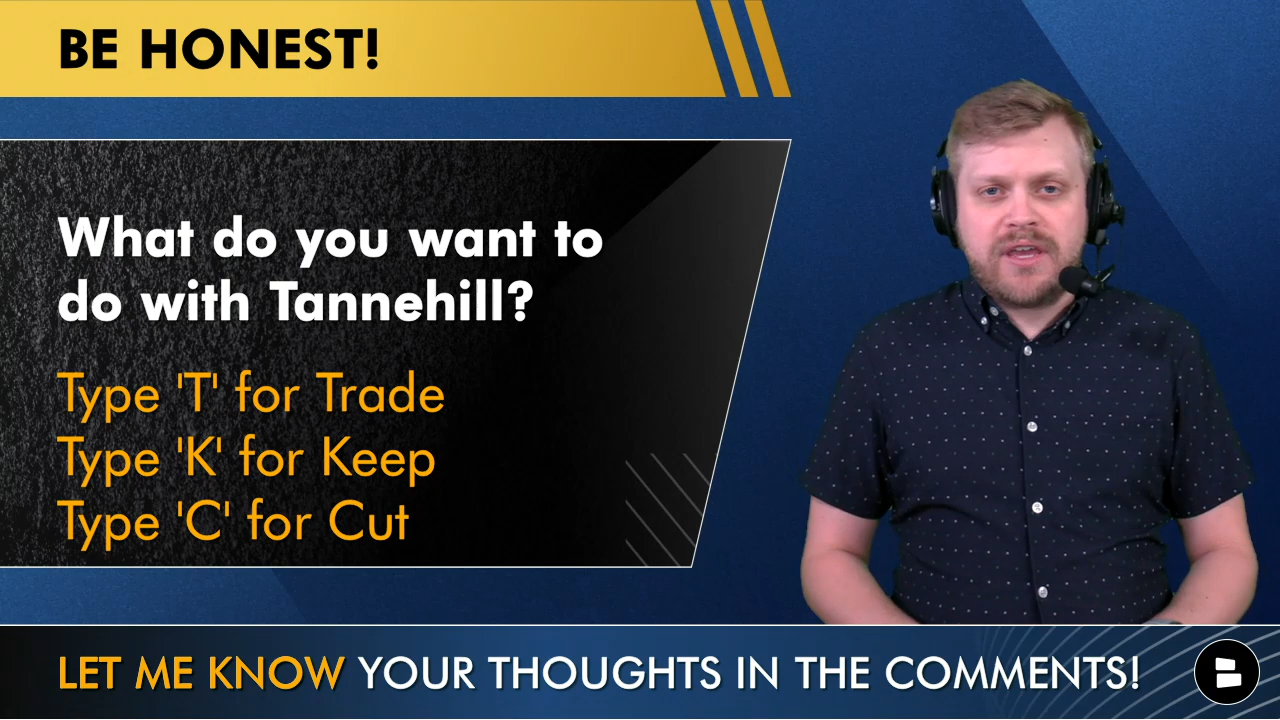 BE HONEST!
What do you want to
do with Tannehill?
Type 'T' for Trade
Type 'K' for Keep
Type 'C' for Cut
LET ME KNOW YOUR THOUGHTS IN THE COMMENTS!